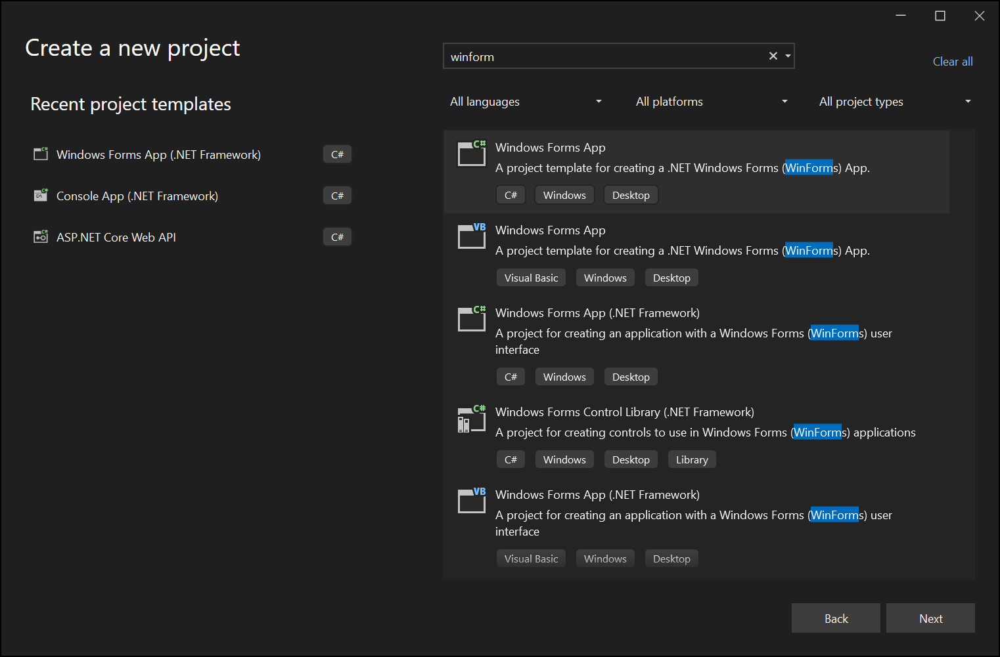 Create a new project
winform
Clear all
Recent project templates
All languages
All platforms
All project types
Windows Forms App (.NET Framework)
C#
Console App (.NET Framework)
C#
ASP.NET Core Web API
C#
C#
Windows Forms App
A project template for creating a .NET Windows Forms (WinForms) App.
C#
Windows
Desktop
VB
Windows Forms App
A project template for creating a .NET Windows Forms (WinForms) App.
Visual Basic
Windows
Desktop
C#
Windows Forms App (.NET Framework)
A project for creating an application with a Windows Forms (WinForms) user
interface
C#
Windows
Desktop
C#
Windows Forms Control Library (.NET Framework)
A project for creating controls to use in Windows Forms (WinForms) applications
C#
Windows
Desktop
Library
VB
Windows Forms App (.NET Framework)
A project for creating an application with a Windows Forms (WinForms) user
interface
Visual Basic
Windows
Desktop
Back
Next